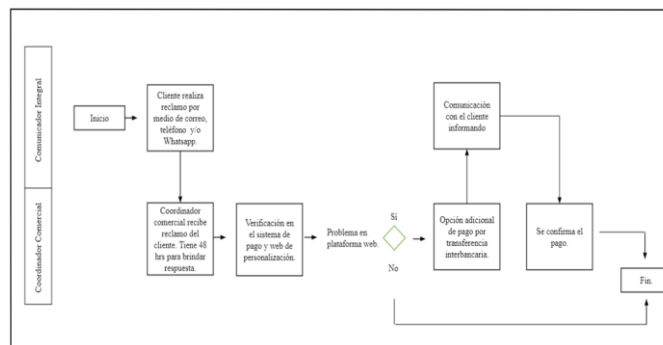 Comunicador Integral
Inicio
Cliente realiza
reclamo por
medio de correo,
teléfono y/o
Whatsapp.
Comunicación
con el cliente
informando
Coordinador Comercial
Coordinador
comercial recibe
reclamo del
cliente. Tiene 48
hrs para brindar
respuesta.
Verificación en
el sistema de
pago y web de
personalización.
Problema en
plataforma web.
Sí
No
Opción adicional
de pago por
transferencia
interbancaria.
Se confirma el
pago.
Fin.